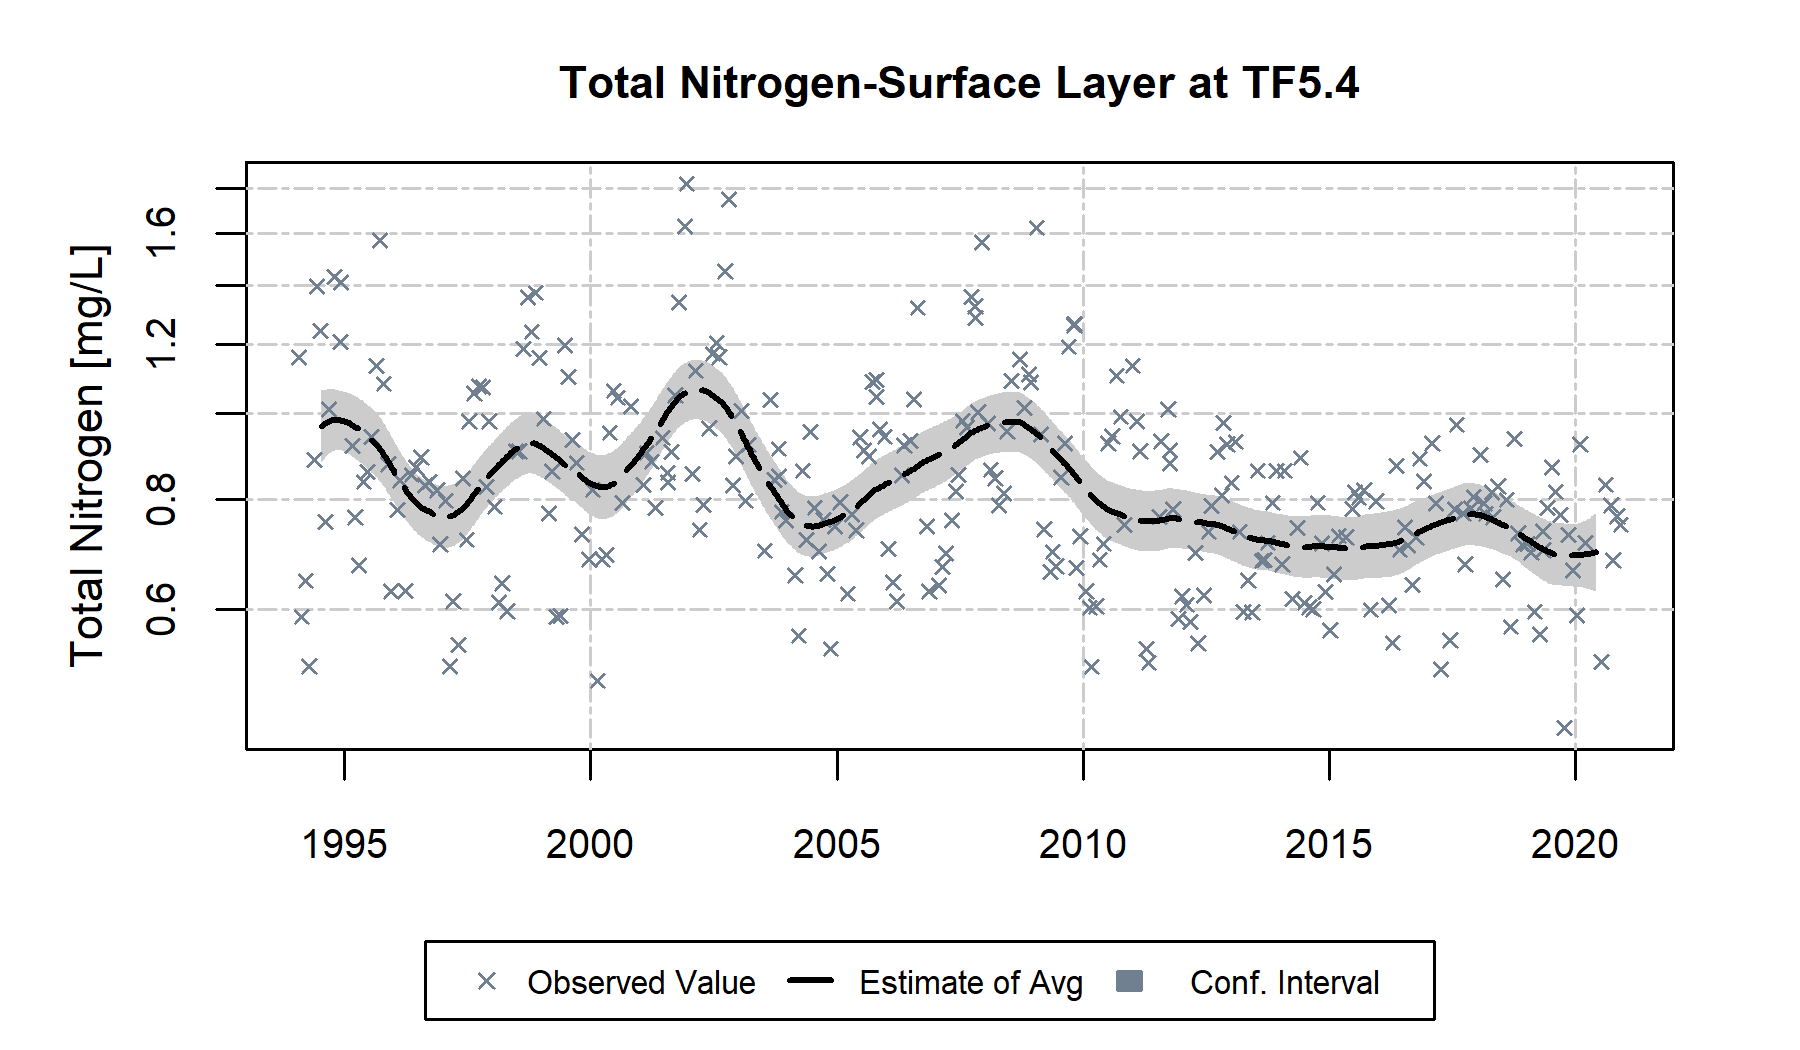 Total Nitrogen-Surface Layer at TF5.4
Total Nitrogen [mg/L]
1.6
1.2
0.8
0.6
1995 2000 2005 2010 2015 2020
Observed Value Estimate of Avg Conf. Interval